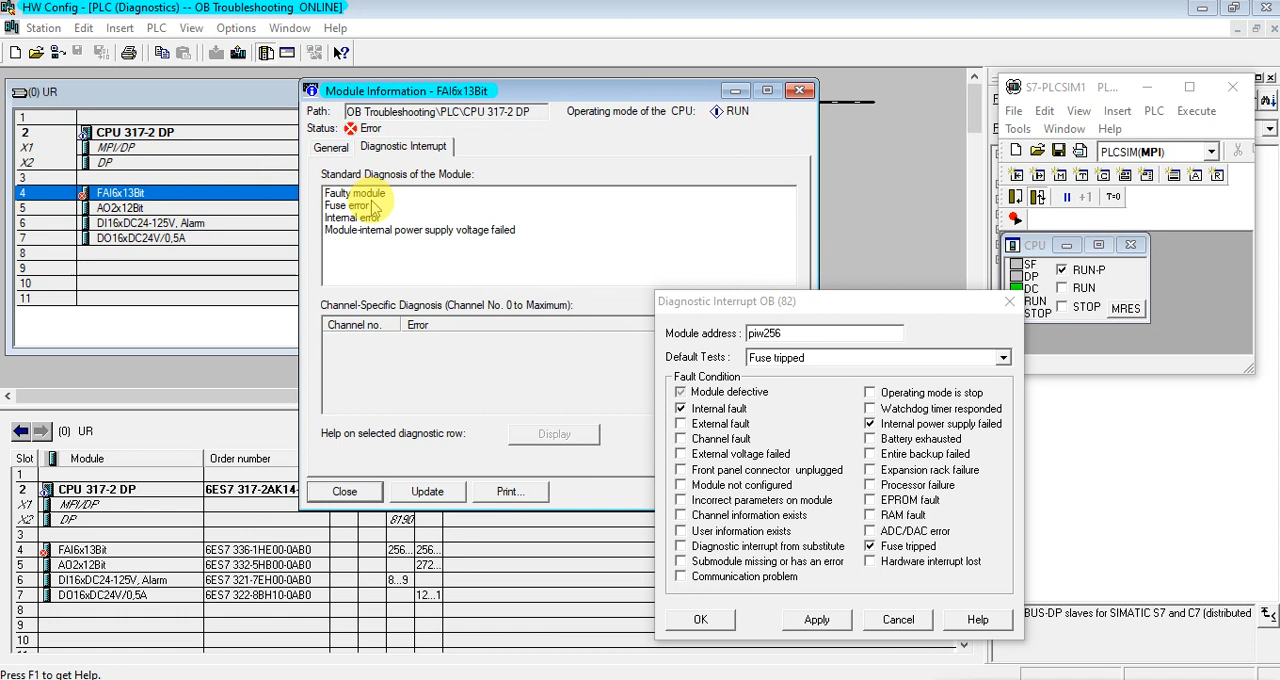 HW Config - [PLC (Diagnostics) -- OB Troubleshooting ONLINE]
Station Edit Insert PLC View Options Window Help
(0) UR
1
2 CPU 317-2 DP
X1 MPI/DP
X2 DP
3
4 FAI6x13Bit
5 AO2x12Bit
6 DI16xDC24-125V, Alarm
7 DO16xDC24V/0,5A
8
9
10
11
Module Information - FAI6x13Bit
Path: OB Troubleshooting\PLC\CPU 317-2 DP Operating mode of the CPU: RUN
Status: Error
General Diagnostic Interrupt
Standard Diagnosis of the Module:
Faulty module
Fuse error
Internal error
Module-internal power supply voltage failed
Channel-Specific Diagnosis (Channel No. 0 to Maximum):
Channel no. Error
Help on selected diagnostic row: Display
Close Update Print...
S7-PLCSIM1 PL...
File Edit View Insert PLC Execute
Tools Window Help
PLCSIM(MPI)
+1 T=0
CPU
SF
DP
DC
RUN
STOP
RUN-P
RUN
STOP MRES
Diagnostic Interrupt OB (82)
Module address : piw256
Default Tests : Fuse tripped
Fault Condition
Module defective
Internal fault
External fault
Channel fault
External voltage failed
Front panel connector unplugged
Module not configured
Incorrect parameters on module
Channel information exists
User information exists
Diagnostic interrupt from substitute
Submodule missing or has an error
Communication problem
Operating mode is stop
Watchdog timer responded
Internal power supply failed
Battery exhausted
Entire backup failed
Expansion rack failure
Processor failure
EPROM fault
RAM fault
ADC/DAC error
Fuse tripped
Hardware interrupt lost
OK Apply Cancel Help
(0) UR
Slot Module Order number
1
2 CPU 317-2 DP 6ES7 317-2AK14-
X1 MPI/DP
X2 DP 8190
3
4 FAI6x13Bit 6ES7 336-1HE00-0AB0 256... 256...
5 AO2x12Bit 6ES7 332-5HB00-0AB0 272...
6 DI16xDC24-125V, Alarm 6ES7 321-7EH00-0AB0 8...9
7 DO16xDC24V/0,5A 6ES7 322-8BH10-0AB0 12...1
8
9
10
BUS-DP slaves for SIMATIC S7 and C7 (distributed
Press F1 to get Help.